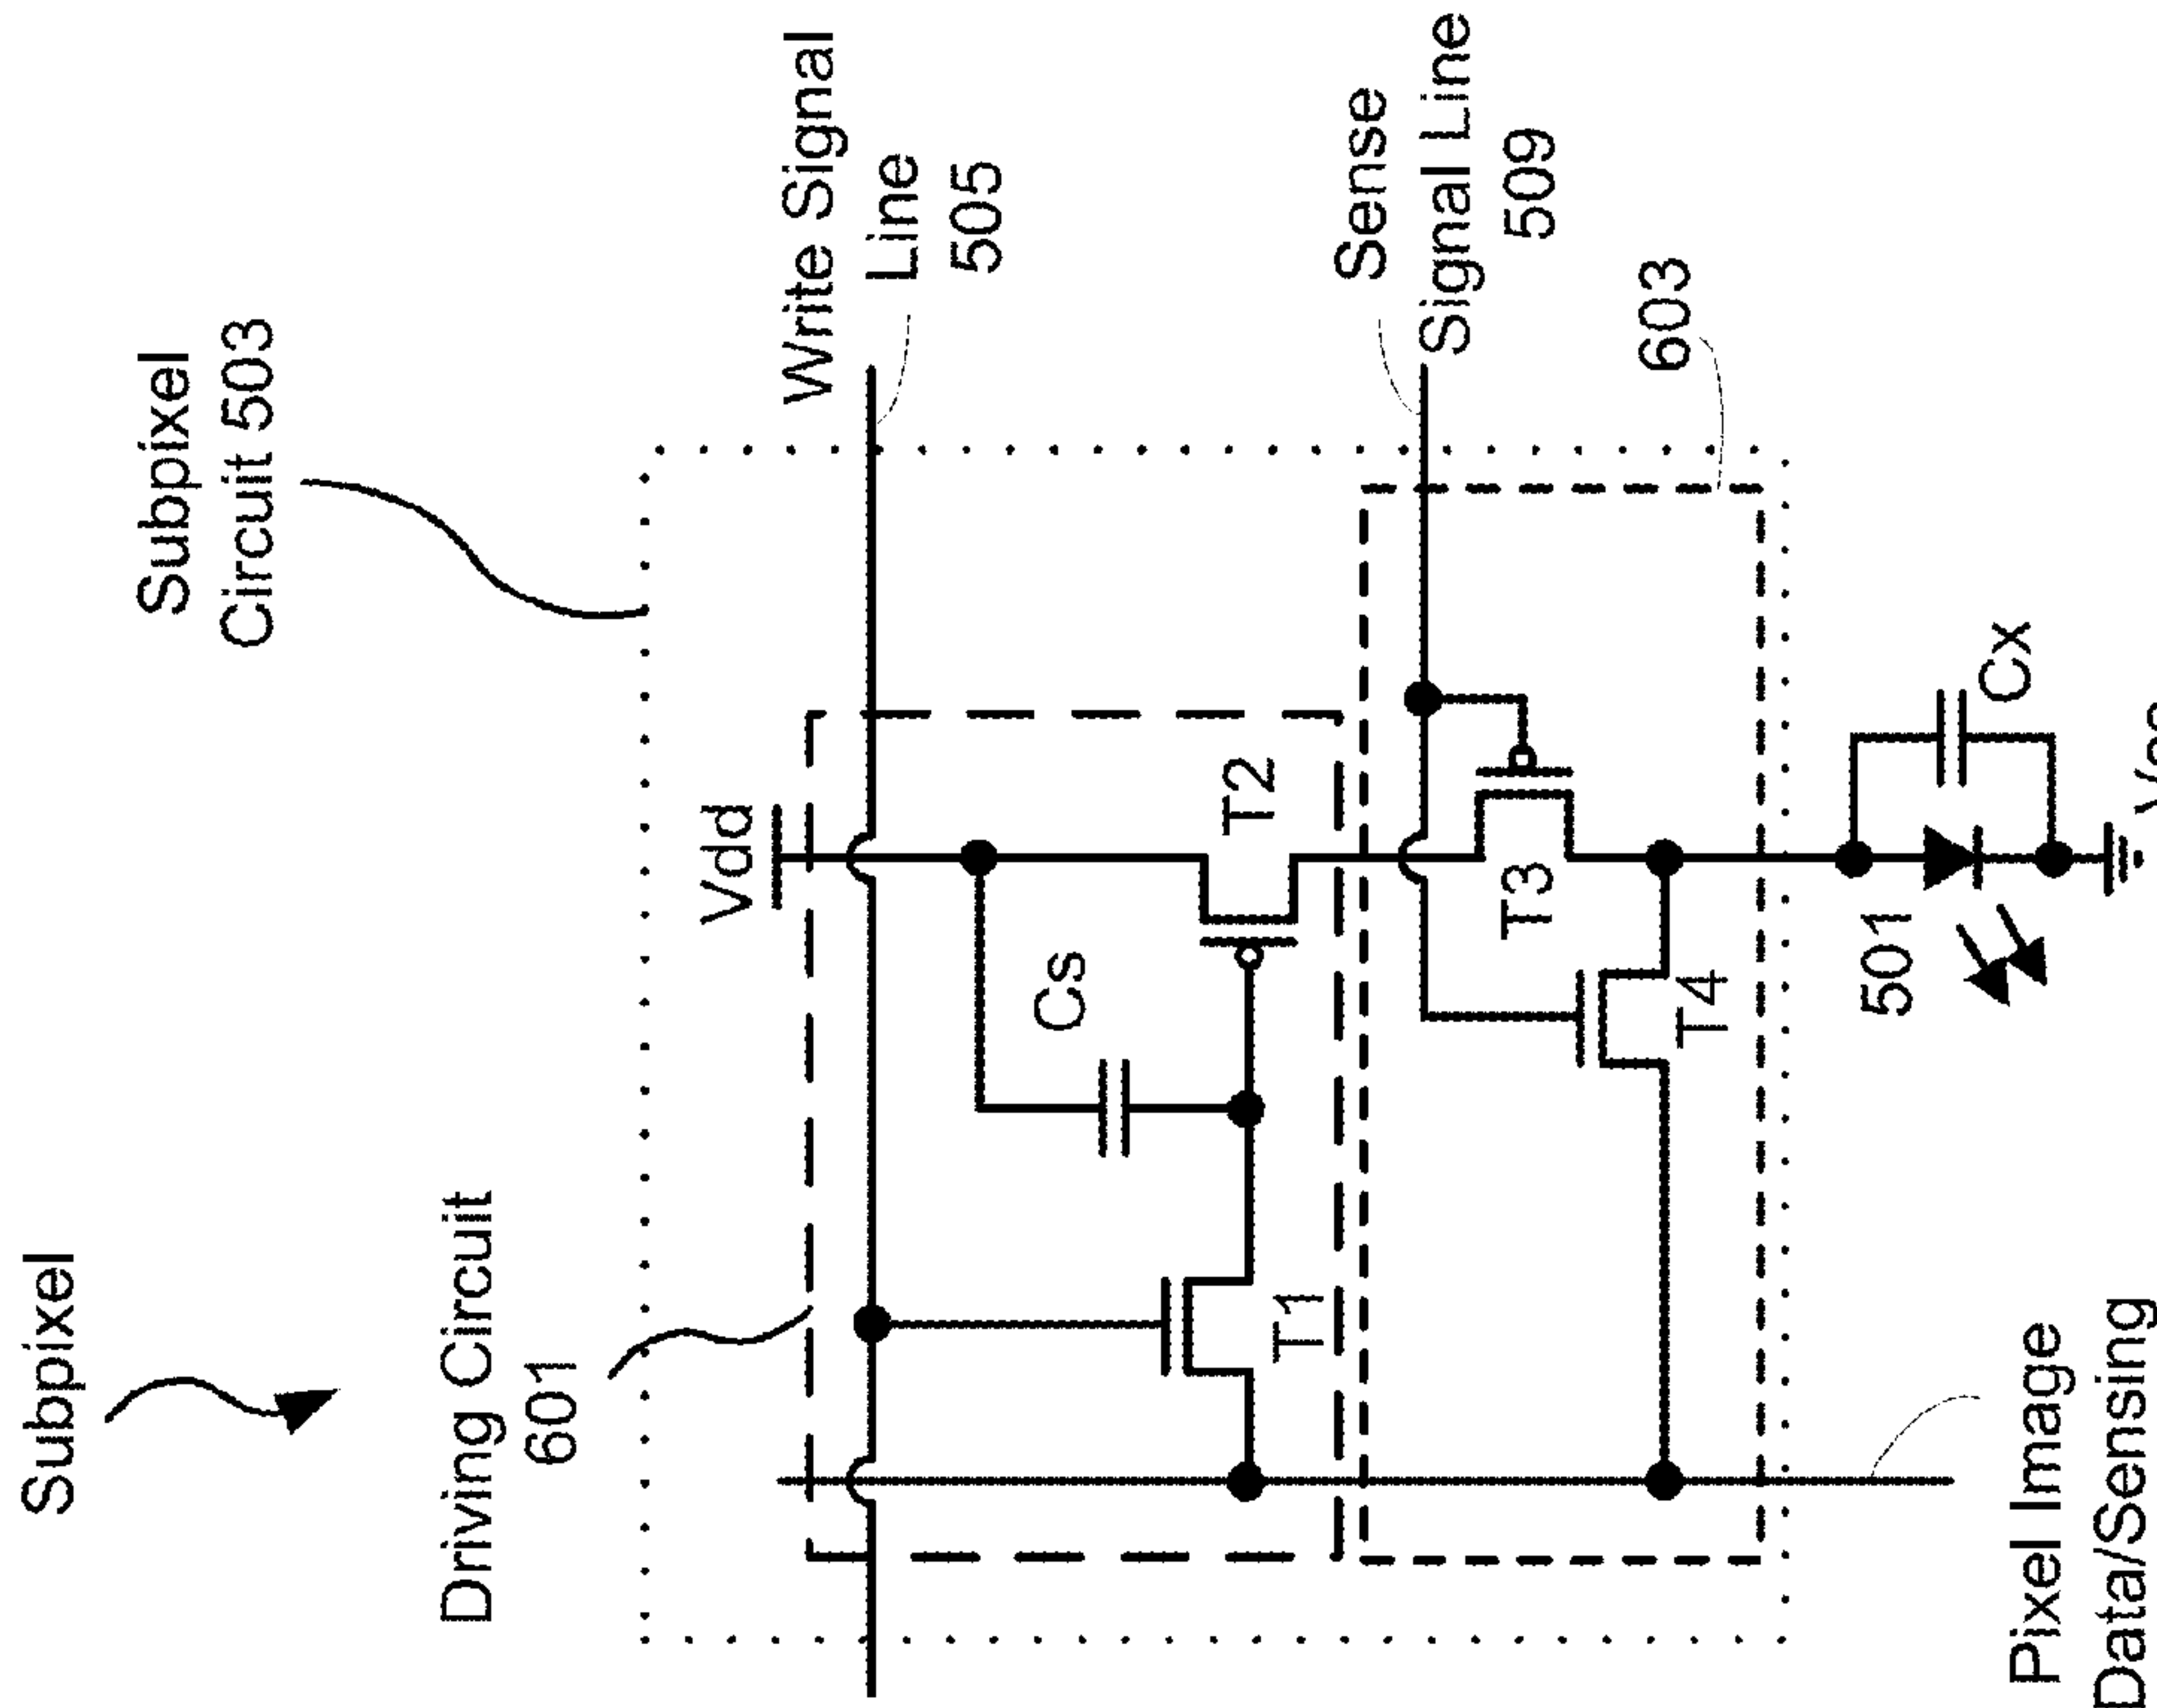 Subpixel
Subpixel
Circuit 503
Driving Circuit
601
Write Signal
Line
505
Vdd
Cs
T2
T1
Sense
Signal Line
509
603
T3
T4
501
Cx
Pixel Image
Data/Sensing